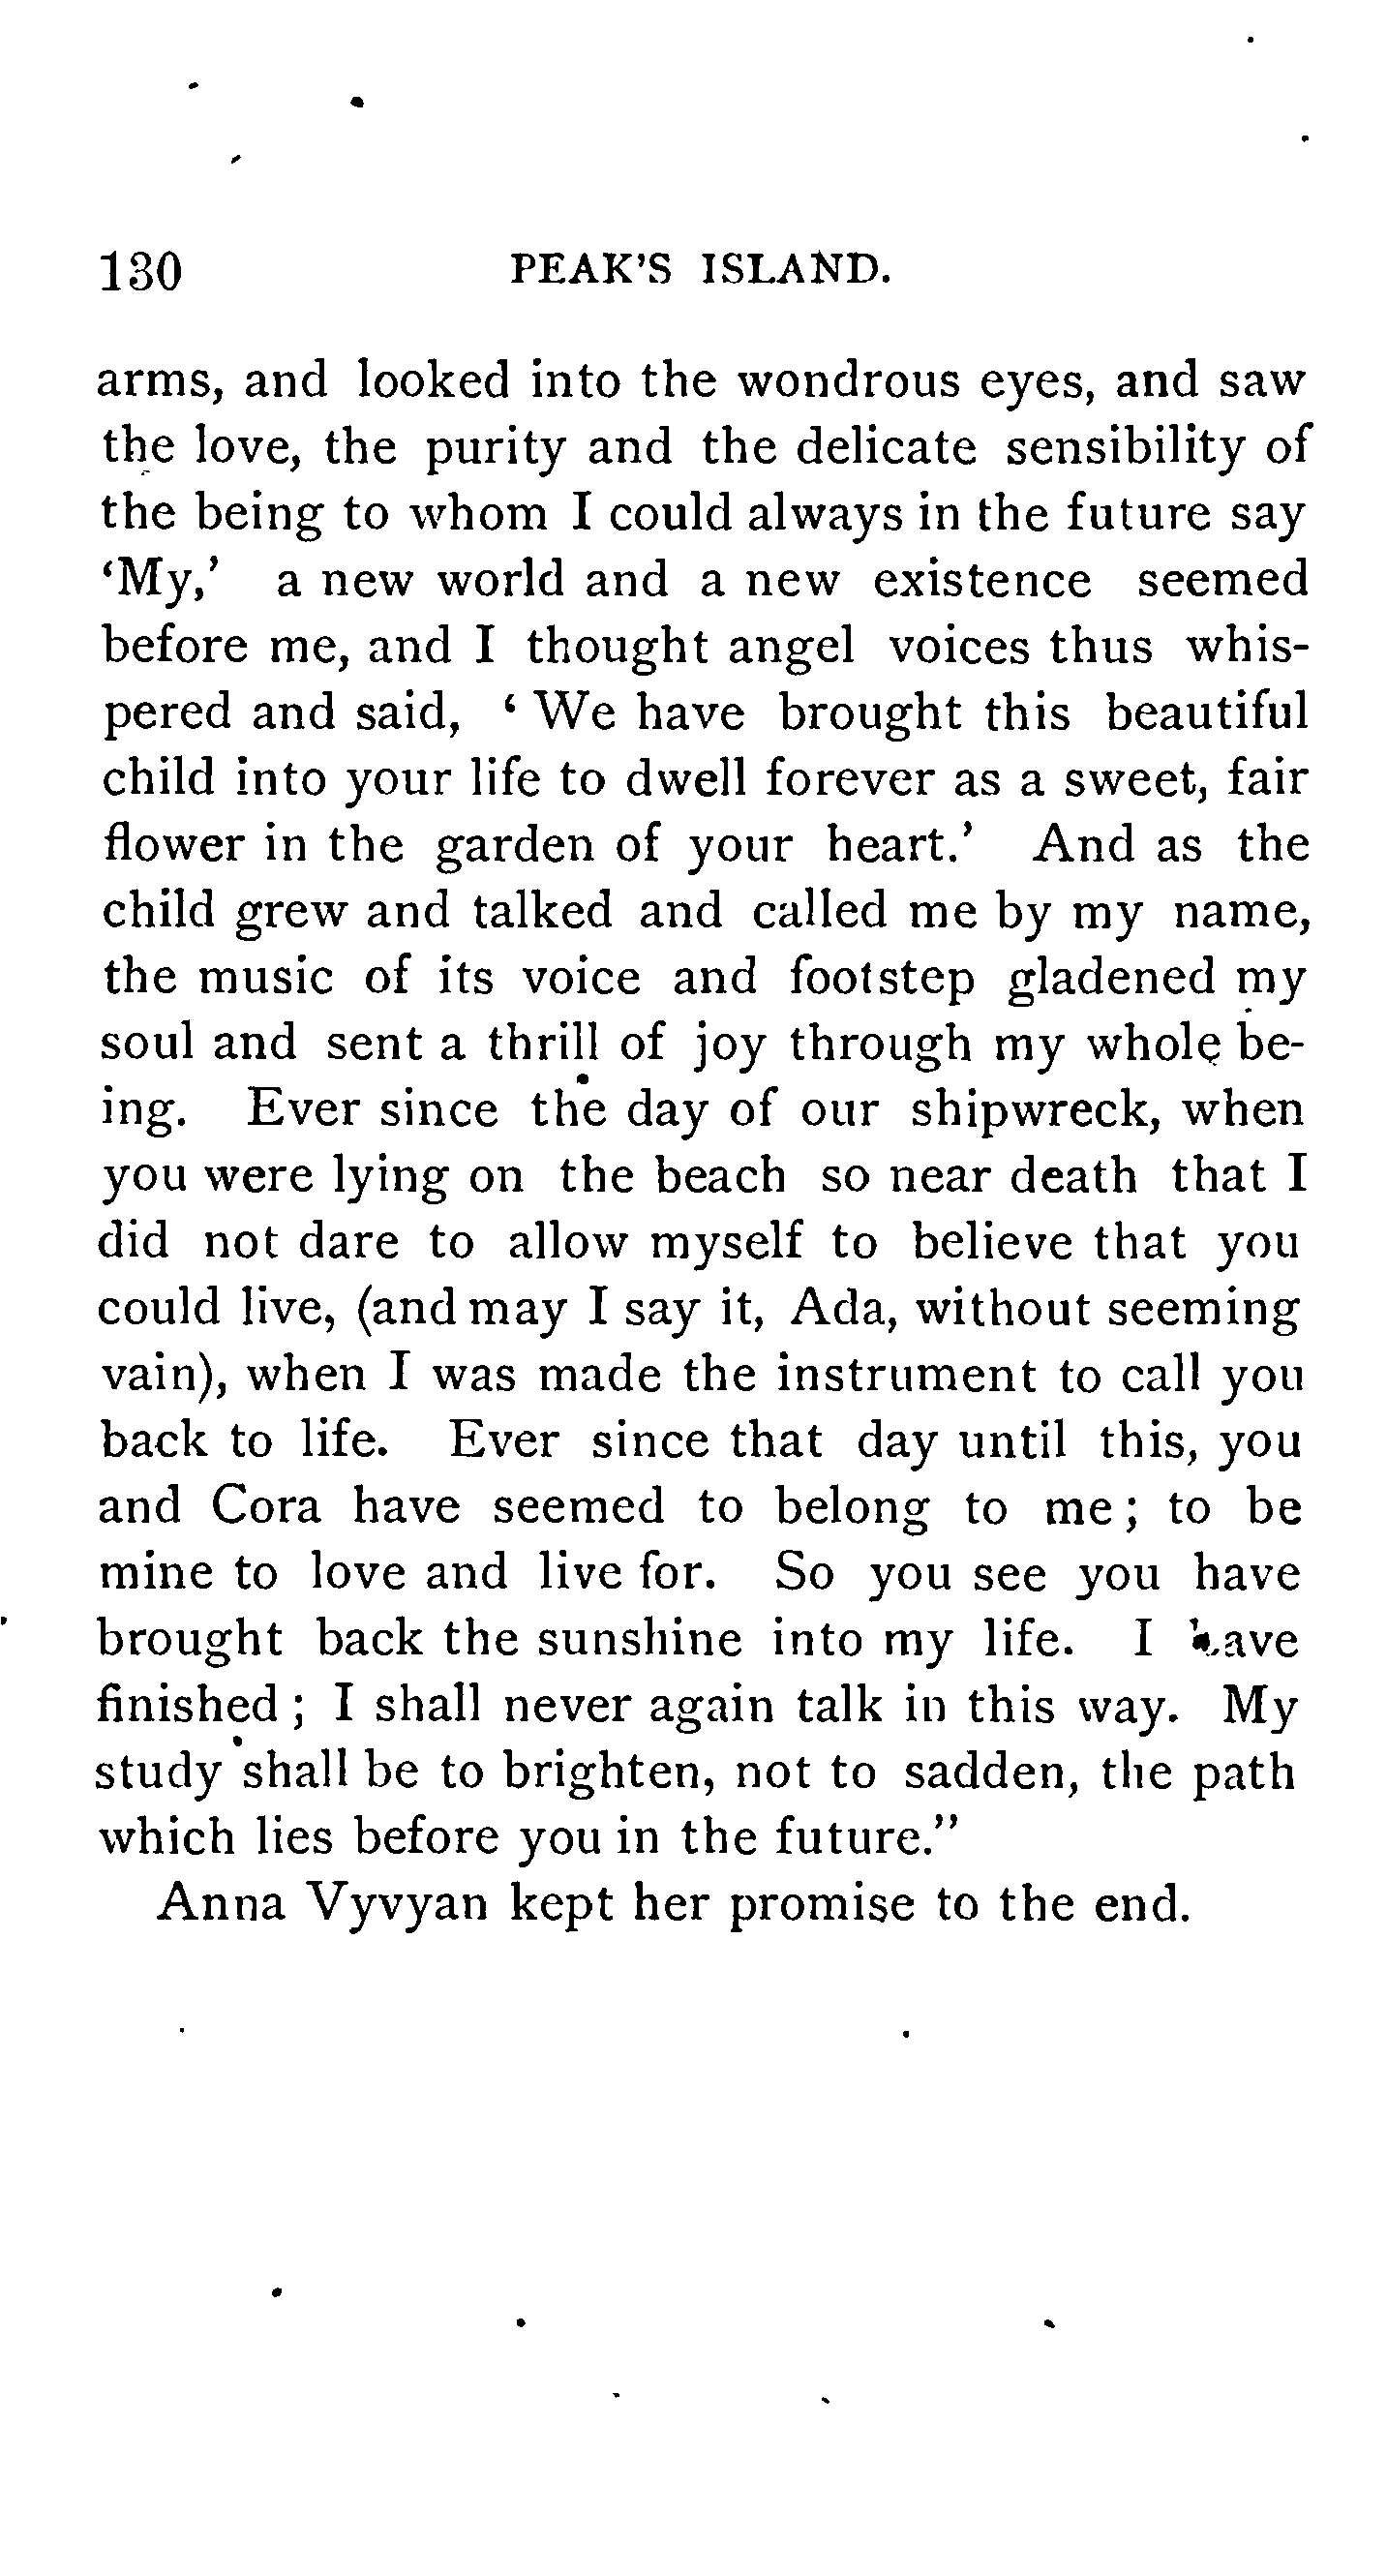 130 PEAK'S ISLAND.
arms, and looked into the wondrous eyes, and saw
the love, the purity and the delicate sensibility of
the being to whom I could always in the future say
'My,' a new world and a new existence seemed
before me, and I thought angel voices thus whis-
pered and said, ' We have brought this beautiful
child into your life to dwell forever as a sweet, fair
flower in the garden of your heart.' And as the
child grew and talked and called me by my name,
the music of its voice and footstep gladened my
soul and sent a thrill of joy through my whole be-
ing. Ever since the day of our shipwreck, when
you were lying on the beach so near death that I
did not dare to allow myself to believe that you
could live, (and may I say it, Ada, without seeming
vain), when I was made the instrument to call you
back to life. Ever since that day until this, you
and Cora have seemed to belong to me ; to be
mine to love and live for. So you see you have
brought back the sunshine into my life. I have
finished ; I shall never again talk in this way. My
study shall be to brighten, not to sadden, the path
which lies before you in the future."
Anna Vyvyan kept her promise to the end.